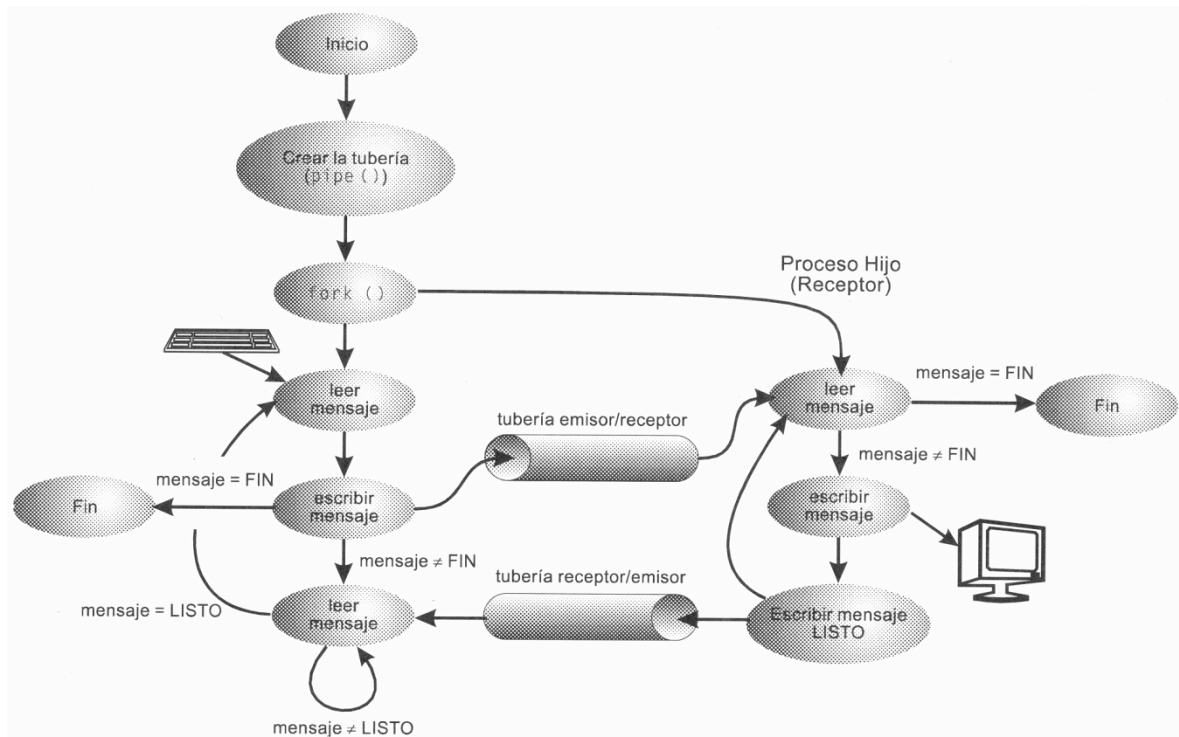 Inicio
Crear la tubería
(pipe ())
fork ()
Proceso Hijo
(Receptor)
leer
mensaje
leer
mensaje
mensaje = FIN
Fin
tubería emisor/receptor
mensaje ≠ FIN
mensaje = FIN
Fin
escribir
mensaje
escribir
mensaje
mensaje ≠ FIN
tubería receptor/emisor
mensaje = LISTO
leer
mensaje
Escribir mensaje
LISTO
mensaje ≠ LISTO